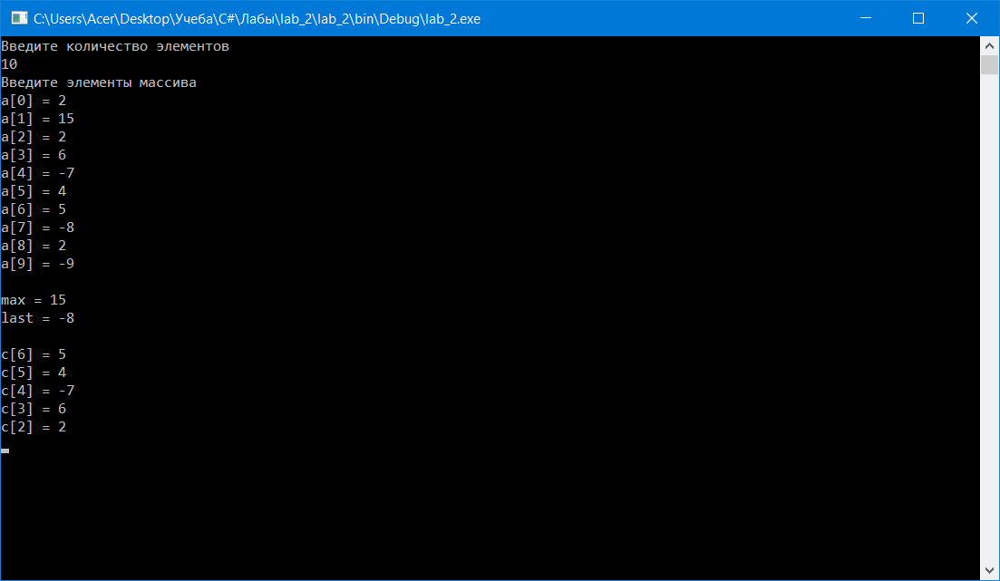 C:\Users\Acer\Desktop\Учеба\C#\Лабы\lab_2\lab_2\bin\Debug\lab_2.exe
Введите количество элементов
10
Введите элементы массива
a[0] = 2
a[1] = 15
a[2] = 2
a[3] = 6
a[4] = -7
a[5] = 4
a[6] = 5
a[7] = -8
a[8] = 2
a[9] = -9
max = 15
last = -8
c[6] = 5
c[5] = 4
c[4] = -7
c[3] = 6
c[2] = 2